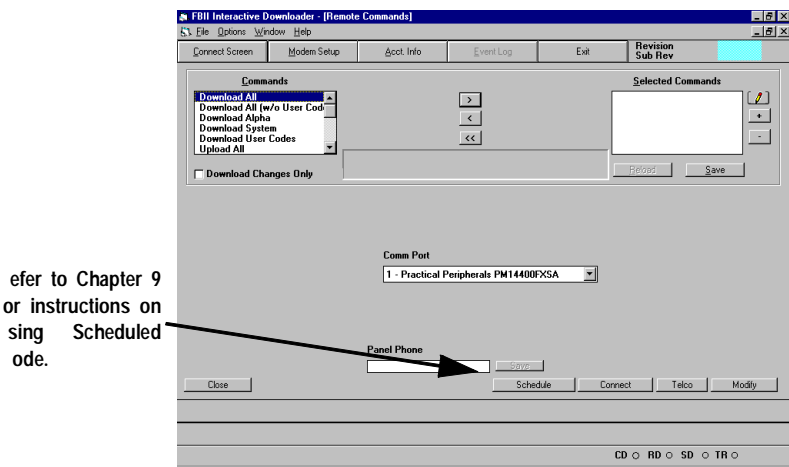 FBII Interactive Downloader - [Remote Commands]
File Options Window Help
Connect Screen Modem Setup Acct. Info Event Log Exit Revision
Sub Rev
Commands
Download All
Download All (w/o User Cod
Download Alpha
Download System
Download User Codes
Upload All
Download Changes Only
>
<
<<
Selected Commands
+
-
Reload Save
Comm Port
1 - Practical Peripherals PM14400FXSA
efer to Chapter 9
or instructions on
sing Scheduled
ode.
Panel Phone
Save
Close Schedule Connect Telco Modify
CD RD SD TR